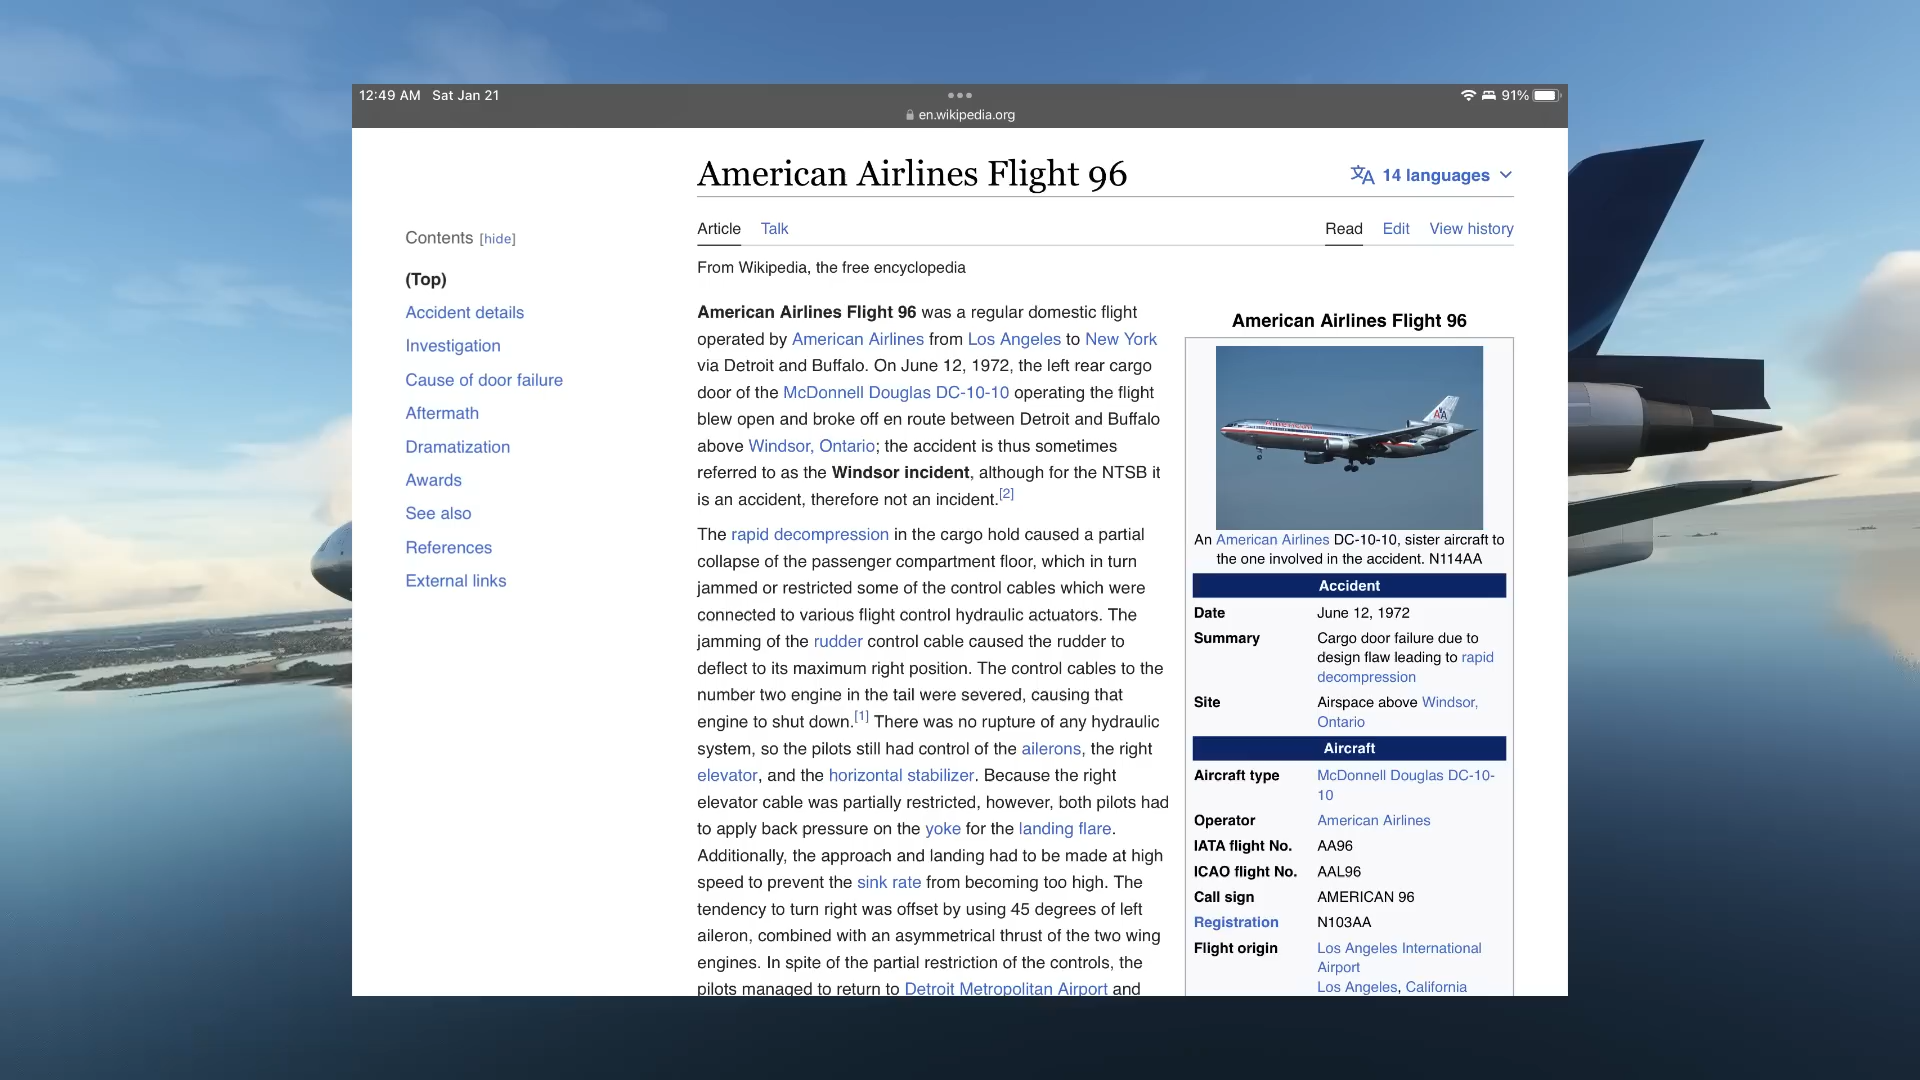 12:49 AM Sat Jan 21
91%
en.wikipedia.org
American Airlines Flight 96
14 languages
Contents [hide]
(Top)
Accident details
Investigation
Cause of door failure
Aftermath
Dramatization
Awards
See also
References
External links
Article Talk
Read Edit View history
From Wikipedia, the free encyclopedia
American Airlines Flight 96 was a regular domestic flight
operated by American Airlines from Los Angeles to New York
via Detroit and Buffalo. On June 12, 1972, the left rear cargo
door of the McDonnell Douglas DC-10-10 operating the flight
blew open and broke off en route between Detroit and Buffalo
above Windsor, Ontario; the accident is thus sometimes
referred to as the Windsor incident, although for the NTSB it
is an accident, therefore not an incident.[2]
The rapid decompression in the cargo hold caused a partial
collapse of the passenger compartment floor, which in turn
jammed or restricted some of the control cables which were
connected to various flight control hydraulic actuators. The
jamming of the rudder control cable caused the rudder to
deflect to its maximum right position. The control cables to the
number two engine in the tail were severed, causing that
engine to shut down.[1] There was no rupture of any hydraulic
system, so the pilots still had control of the ailerons, the right
elevator, and the horizontal stabilizer. Because the right
elevator cable was partially restricted, however, both pilots had
to apply back pressure on the yoke for the landing flare.
Additionally, the approach and landing had to be made at high
speed to prevent the sink rate from becoming too high. The
tendency to turn right was offset by using 45 degrees of left
aileron, combined with an asymmetrical thrust of the two wing
engines. In spite of the partial restriction of the controls, the
pilots managed to return to Detroit Metropolitan Airport and
American Airlines Flight 96
American
AA
An American Airlines DC-10-10, sister aircraft to
the one involved in the accident. N114AA
Accident
Date June 12, 1972
Summary Cargo door failure due to
design flaw leading to rapid
decompression
Site Airspace above Windsor,
Ontario
Aircraft
Aircraft type McDonnell Douglas DC-10-
10
Operator American Airlines
IATA flight No. AA96
ICAO flight No. AAL96
Call sign AMERICAN 96
Registration N103AA
Flight origin Los Angeles International
Airport
Los Angeles, California